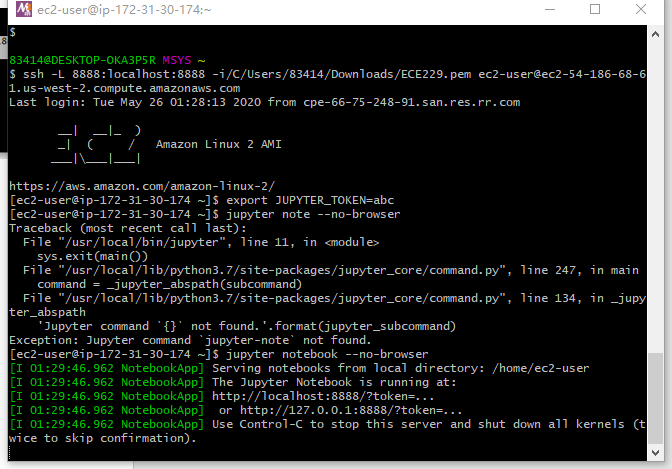 ec2-user@ip-172-31-30-174:~
$
83414@DESKTOP-OKA3P5R MSYS ~
$ ssh -L 8888:localhost:8888 -i/C/Users/83414/Downloads/ECE229.pem ec2-user@ec2-54-186-68-6
1.us-west-2.compute.amazonaws.com
Last login: Tue May 26 01:28:13 2020 from cpe-66-75-248-91.san.res.rr.com
__|  __|_  )
_|  (     /   Amazon Linux 2 AMI
___|\___|___|
https://aws.amazon.com/amazon-linux-2/
[ec2-user@ip-172-31-30-174 ~]$ export JUPYTER_TOKEN=abc
[ec2-user@ip-172-31-30-174 ~]$ jupyter note --no-browser
Traceback (most recent call last):
  File "/usr/local/bin/jupyter", line 11, in <module>
    sys.exit(main())
  File "/usr/local/lib/python3.7/site-packages/jupyter_core/command.py", line 247, in main
    command = _jupyter_abspath(subcommand)
  File "/usr/local/lib/python3.7/site-packages/jupyter_core/command.py", line 134, in _jupy
ter_abspath
    'Jupyter command `{}` not found.'.format(jupyter_subcommand)
Exception: Jupyter command `jupyter-note` not found.
[ec2-user@ip-172-31-30-174 ~]$ jupyter notebook --no-browser
[I 01:29:46.962 NotebookApp] Serving notebooks from local directory: /home/ec2-user
[I 01:29:46.962 NotebookApp] The Jupyter Notebook is running at:
[I 01:29:46.962 NotebookApp] http://localhost:8888/?token=...
[I 01:29:46.962 NotebookApp]  or http://127.0.0.1:8888/?token=...
[I 01:29:46.962 NotebookApp] Use Control-C to stop this server and shut down all kernels (t
wice to skip confirmation).